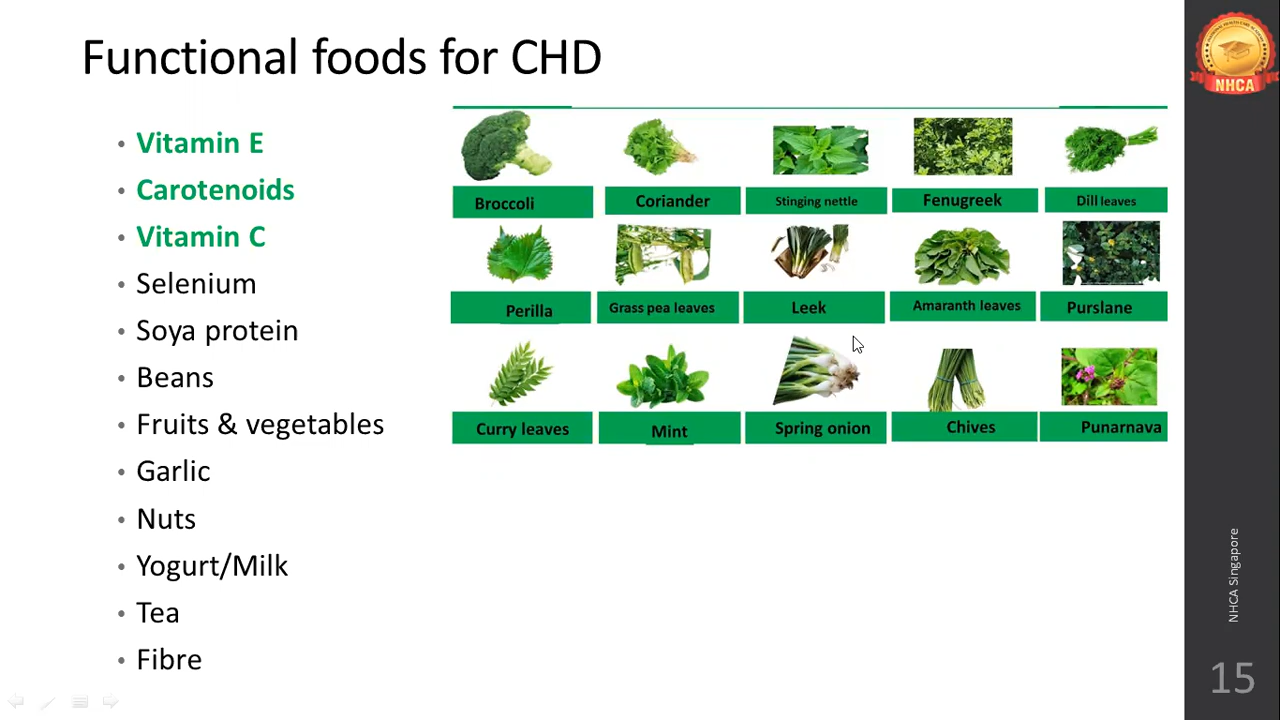 Functional foods for CHD
Vitamin E
Carotenoids
Vitamin C
Selenium
Soya protein
Beans
Fruits & vegetables
Garlic
Nuts
Yogurt/Milk
Tea
Fibre
Broccoli
Coriander
Stinging nettle
Fenugreek
Dill leaves
Perilla
Grass pea leaves
Leek
Amaranth leaves
Purslane
Curry leaves
Mint
Spring onion
Chives
Punarnava
NHCA
NHCA Singapore
15